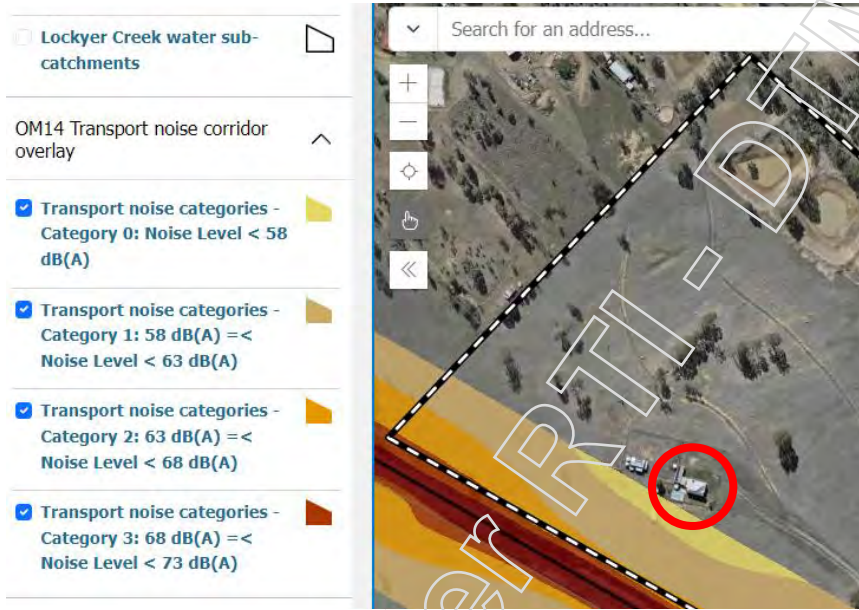 Lockyer Creek water sub-
catchments
OM14 Transport noise corridor
overlay
Transport noise categories -
Category 0: Noise Level < 58
dB(A)
Transport noise categories -
Category 1: 58 dB(A) =<
Noise Level < 63 dB(A)
Transport noise categories -
Category 2: 63 dB(A) =<
Noise Level < 68 dB(A)
Transport noise categories -
Category 3: 68 dB(A) =<
Noise Level < 73 dB(A)
Search for an address...
er RTI - DTM